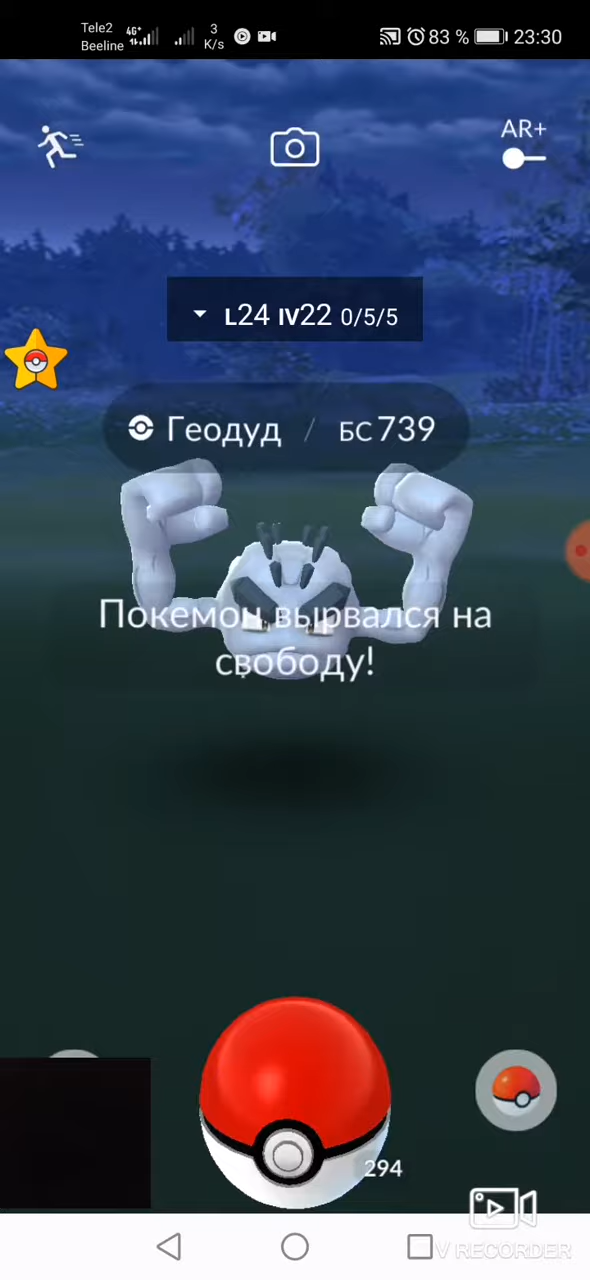 Tele2 4G+ 3 83 % 23:30
Beeline K/s
AR+
L24 IV22 0/5/5
Геодуд / БС 739
Покемон вырвался на
свободу!
294
V RECORDER